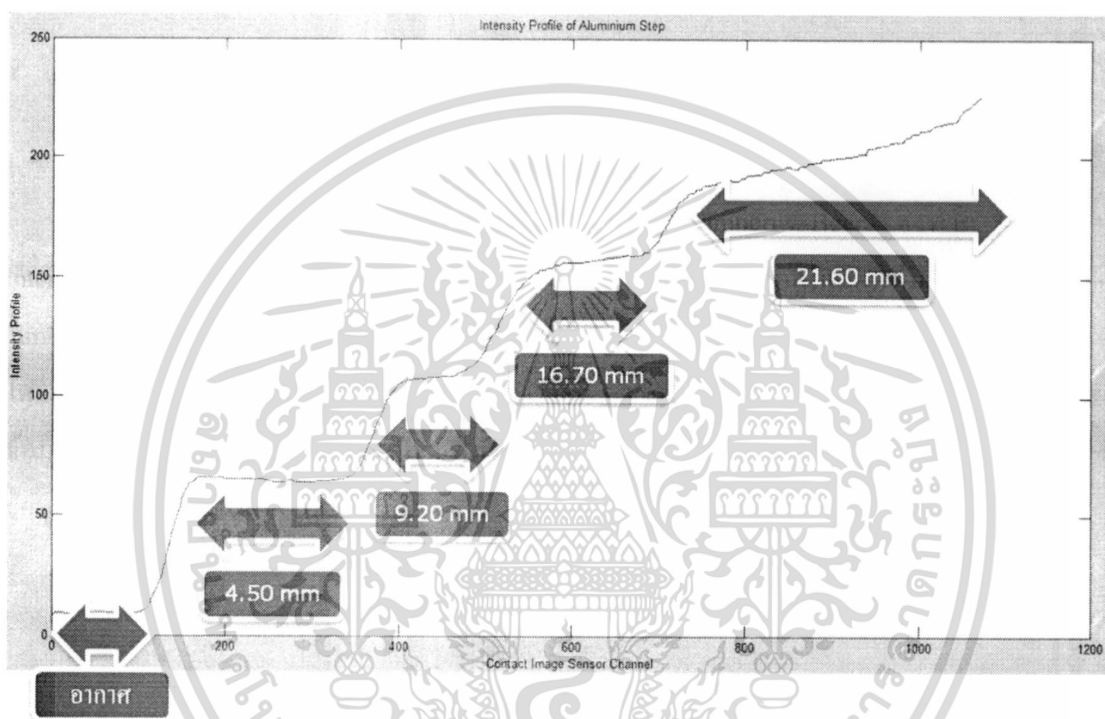 Intensity Profile of Aluminium Step
250
200
150
100
50
0
Intensity Profile
21.60 mm
16.70 mm
9.20 mm
4.50 mm
อากาศ
200
400
600
800
1000
1200
Contact Image Sensor Channel